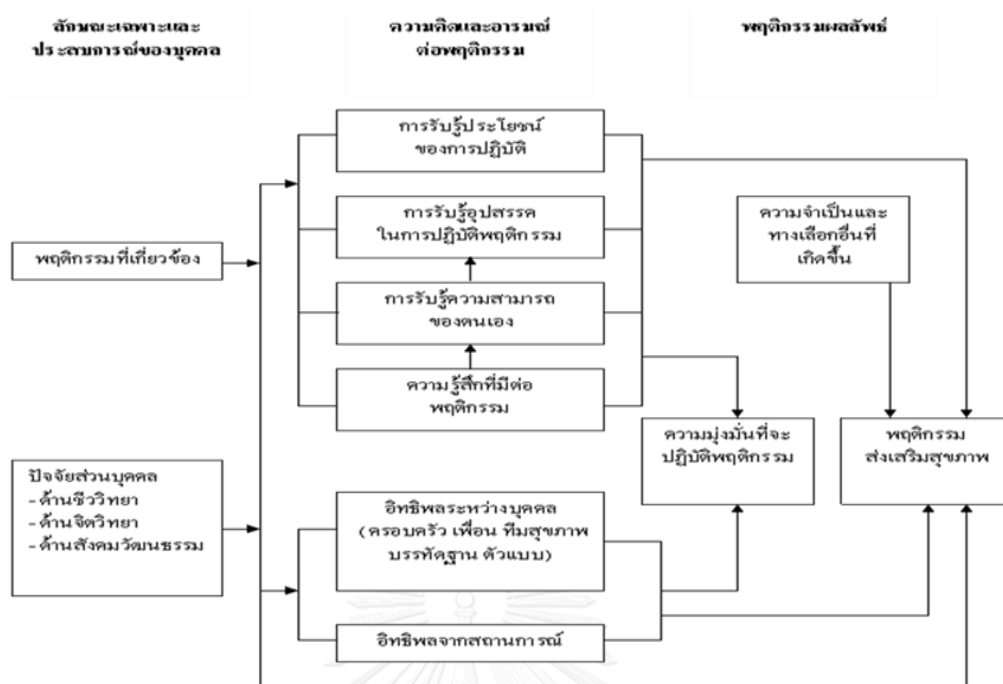 ลักษณะเฉพาะและ
ประสบการณ์ของบุคคล
ความคิดและอารมณ์
ต่อพฤติกรรม
พฤติกรรมผลลัพธ์
พฤติกรรมที่เกี่ยวข้อง
ปัจจัยส่วนบุคคล
-ด้านชีววิทยา
-ด้านจิตวิทยา
-ด้านสังคมวัฒนธรรม
การรับรู้ประโยชน์
ของการปฏิบัติ
การรับรู้อุปสรรค
ในการปฏิบัติพฤติกรรม
การรับรู้ความสามารถ
ของตนเอง
ความรู้สึกที่มีต่อ
พฤติกรรม
อิทธิพลระหว่างบุคคล
(ครอบครัว เพื่อน ทีมสุขภาพ
บรรทัดฐาน ตัวแบบ)
อิทธิพลจากสถานการณ์
ความจำเป็นและ
ทางเลือกอื่นที่
เกิดขึ้น
ความมุ่งมั่นที่จะ
ปฏิบัติพฤติกรรม
พฤติกรรม
ส่งเสริมสุขภาพ